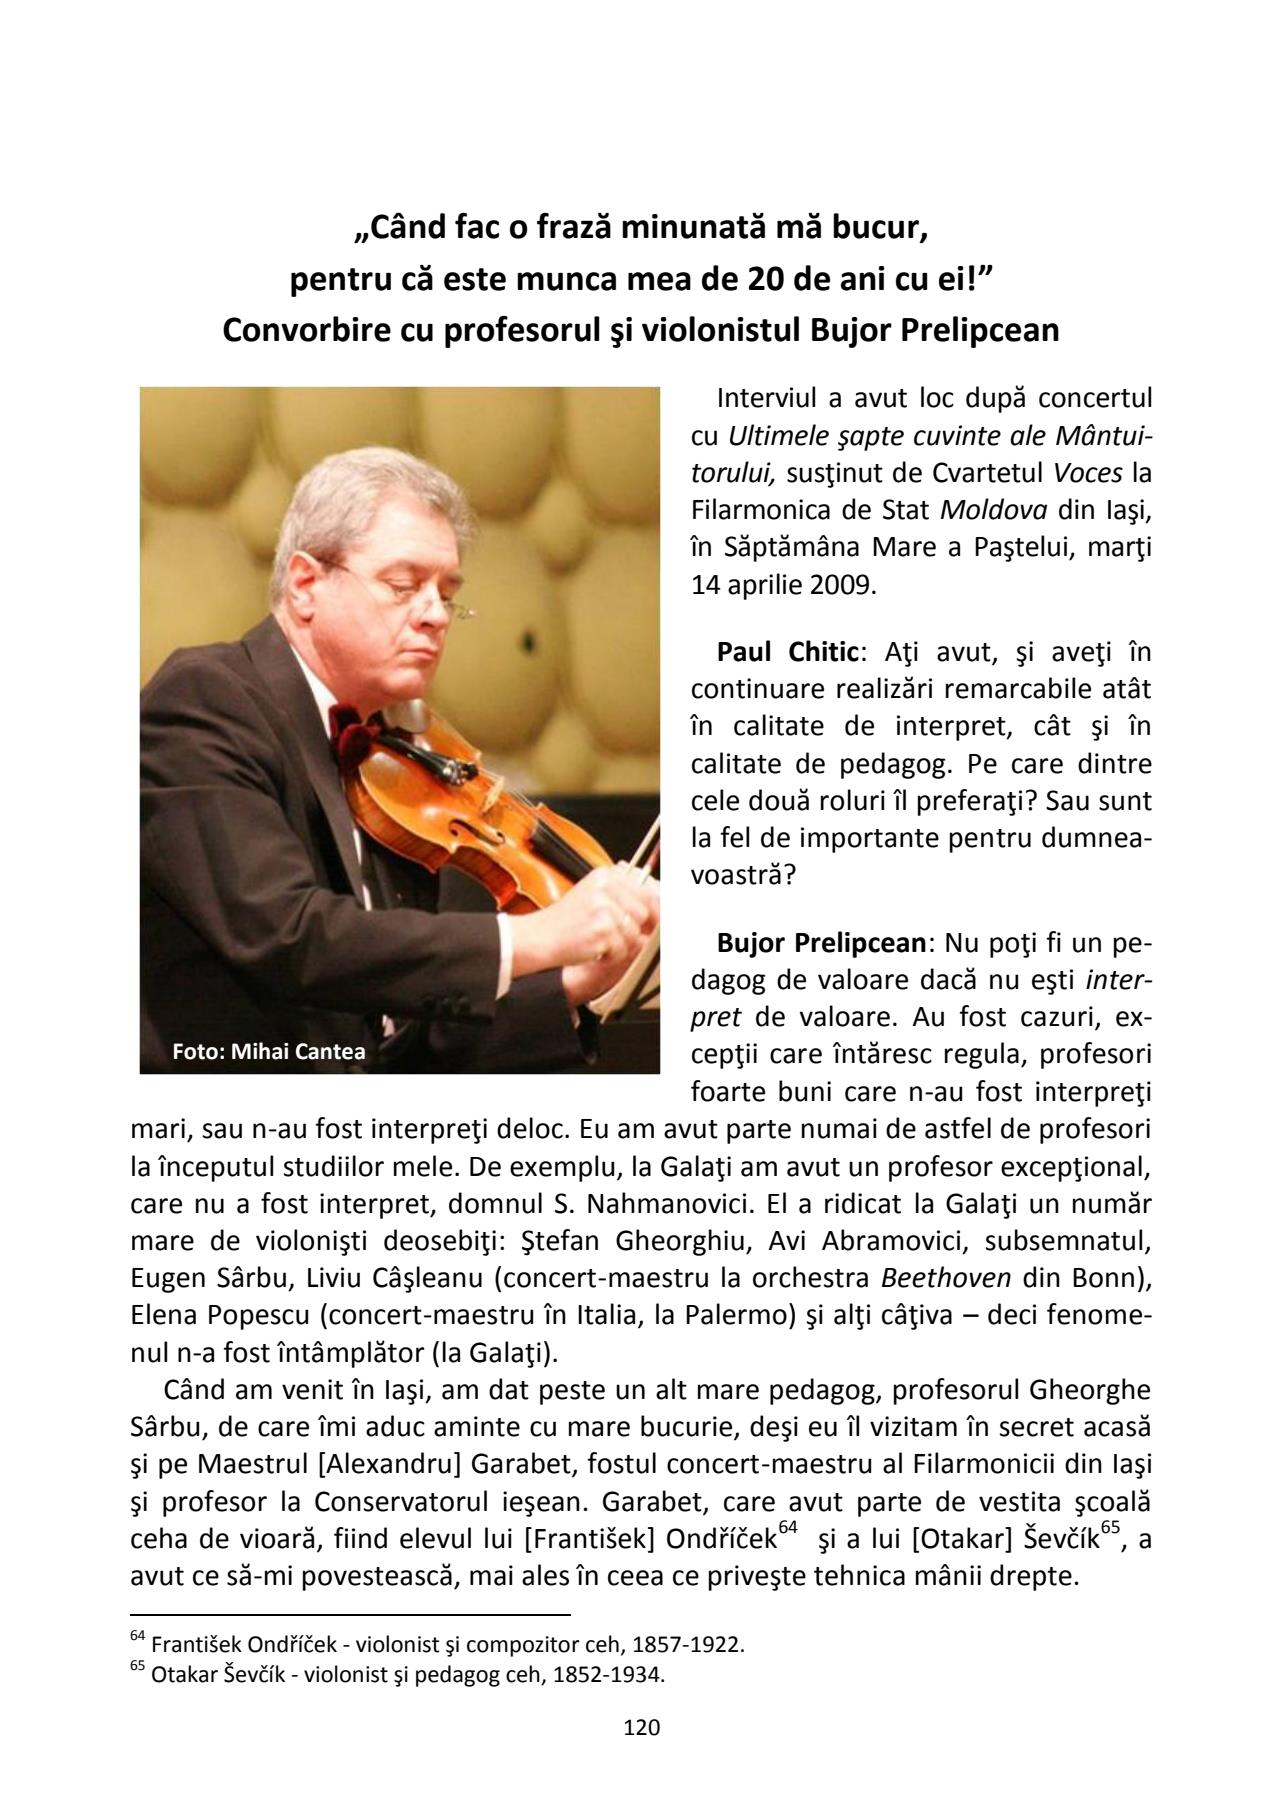 „Când fac o frază minunată mă bucur,
pentru că este munca mea de 20 de ani cu ei!”
Convorbire cu profesorul şi violonistul Bujor Prelipcean
Interviul a avut loc după concertul
cu Ultimele şapte cuvinte ale Mântui-
torului, susţinut de Cvartetul Voces la
Filarmonica de Stat Moldova din Iaşi,
în Săptămâna Mare a Paştelui, marţi
14 aprilie 2009.
Paul Chitic: Aţi avut, şi aveţi în
continuare realizări remarcabile atât
în calitate de interpret, cât şi în
calitate de pedagog. Pe care dintre
cele două roluri îl preferaţi? Sau sunt
la fel de importante pentru dumnea-
voastră?
Bujor Prelipcean: Nu poţi fi un pe-
dagog de valoare dacă nu eşti inter-
pret de valoare. Au fost cazuri, ex-
cepţii care întăresc regula, profesori
foarte buni care n-au fost interpreţi
Foto: Mihai Cantea
mari, sau n-au fost interpreţi deloc. Eu am avut parte numai de astfel de profesori
la începutul studiilor mele. De exemplu, la Galaţi am avut un profesor excepţional,
care nu a fost interpret, domnul S. Nahmanovici. El a ridicat la Galaţi un număr
mare de violonişti deosebiţi: Ştefan Gheorghiu, Avi Abramovici, subsemnatul,
Eugen Sârbu, Liviu Câşleanu (concert-maestru la orchestra Beethoven din Bonn),
Elena Popescu (concert-maestru în Italia, la Palermo) şi alţi câţiva – deci fenome-
nul n-a fost întâmplător (la Galaţi).
Când am venit în Iaşi, am dat peste un alt mare pedagog, profesorul Gheorghe
Sârbu, de care îmi aduc aminte cu mare bucurie, deşi eu îl vizitam în secret acasă
şi pe Maestrul [Alexandru] Garabet, fostul concert-maestru al Filarmonicii din Iaşi
şi profesor la Conservatorul ieşean. Garabet, care avut parte de vestita şcoală
ceha de vioară, fiind elevul lui [František] Ondříček64 şi a lui [Otakar] Ševčík65, a
avut ce să-mi povestească, mai ales în ceea ce priveşte tehnica mânii drepte.
64 František Ondříček - violonist şi compozitor ceh, 1857-1922.
65 Otakar Ševčík - violonist şi pedagog ceh, 1852-1934.
120